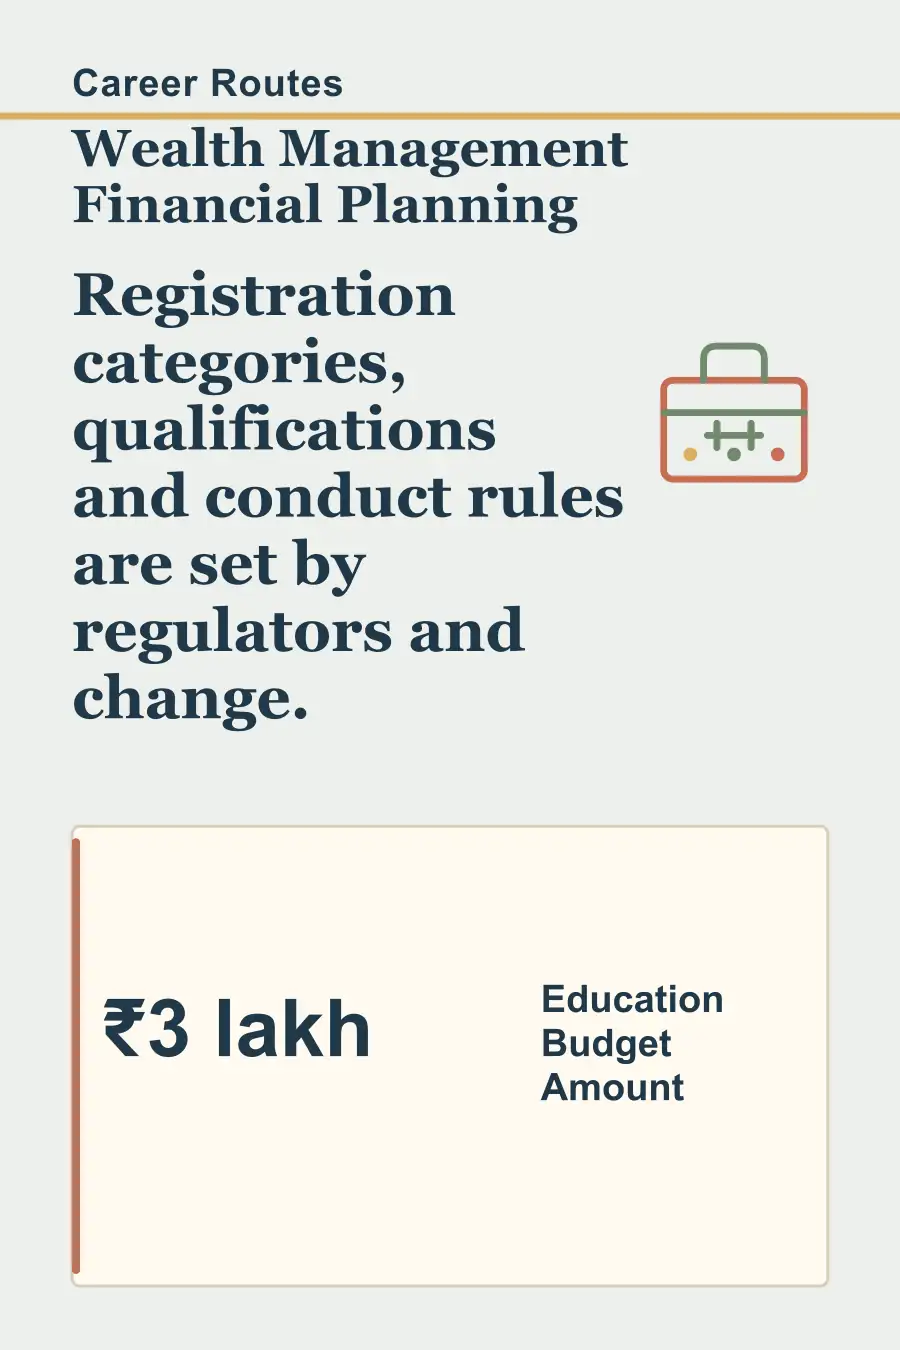 Career Routes
Wealth Management
Financial Planning
Registration
categories,
qualifications
and conduct rules
are set by
regulators and
change.
₹3 lakh
Education
Budget
Amount